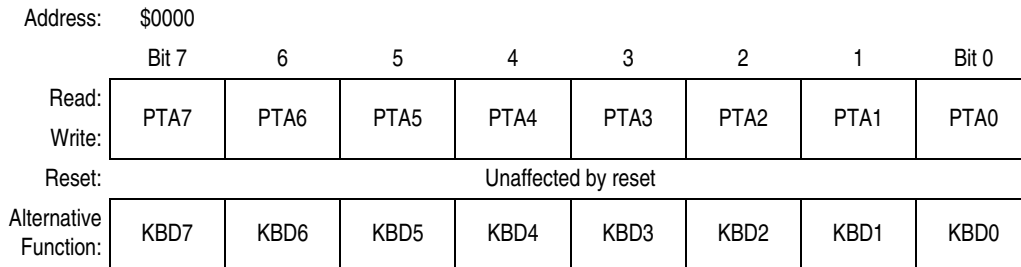 Address: $0000
Bit 7 6 5 4 3 2 1 Bit 0
Read:
PTA7 PTA6 PTA5 PTA4 PTA3 PTA2 PTA1 PTA0
Write:
Reset: Unaffected by reset
Alternative
Function: KBD7 KBD6 KBD5 KBD4 KBD3 KBD2 KBD1 KBD0